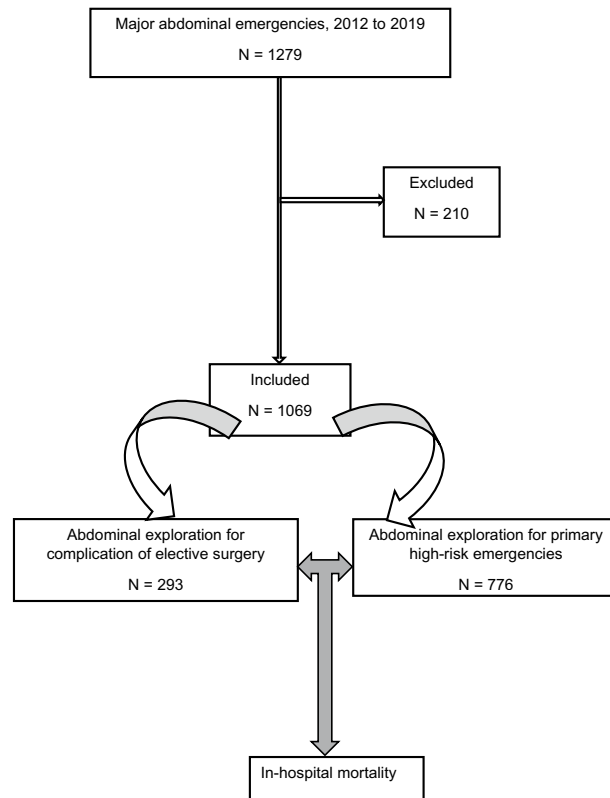 Major abdominal emergencies, 2012 to 2019
N = 1279
Excluded
N = 210
Included
N = 1069
Abdominal exploration for
complication of elective surgery
N = 293
Abdominal exploration for primary
high-risk emergencies
N = 776
In-hospital mortality